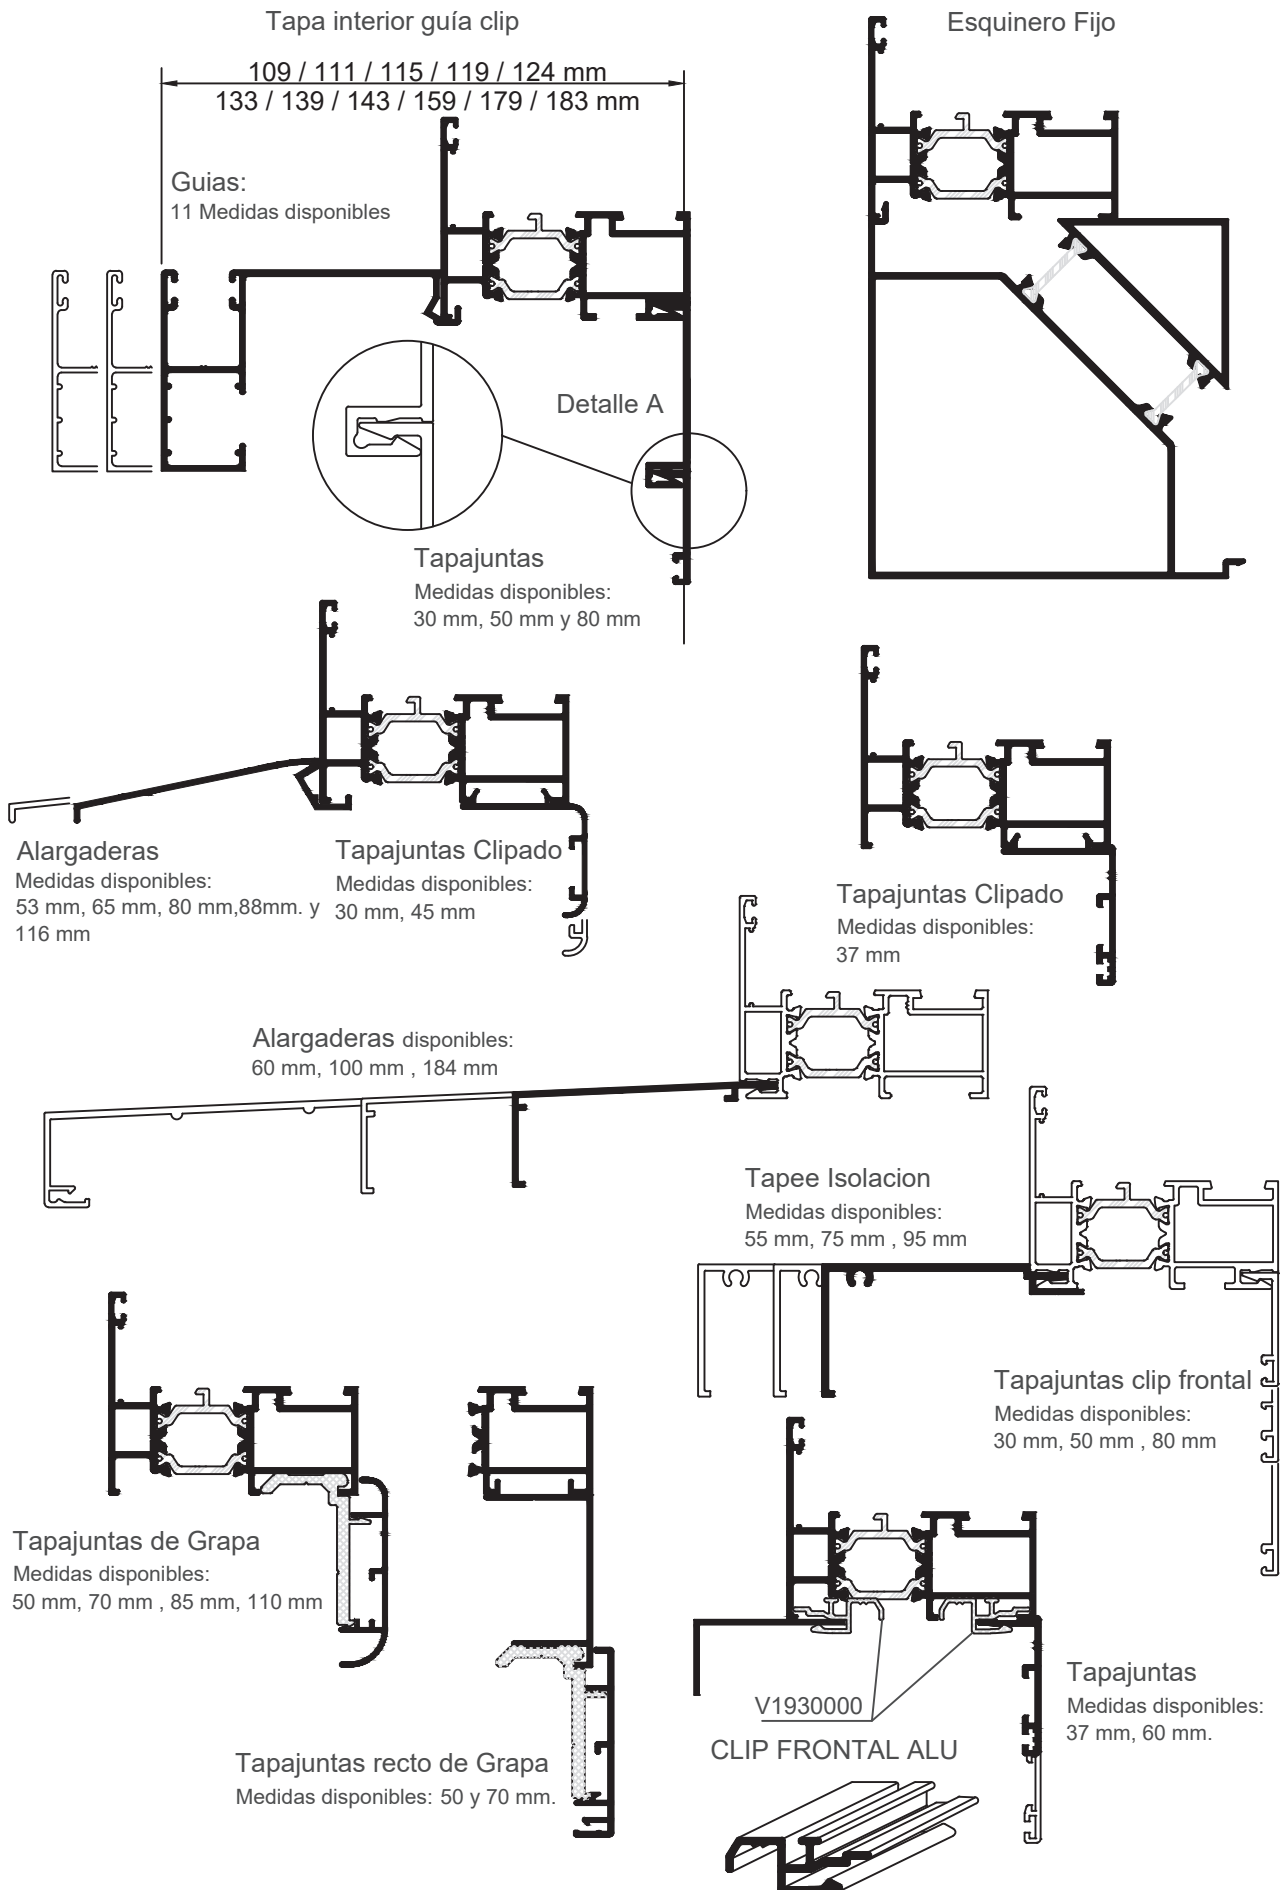 Tapa interior guía clip
Esquinero Fijo
109 / 111 / 115 / 119 / 124 mm
133 / 139 / 143 / 159 / 179 / 183 mm
Guias:
11 Medidas disponibles
Detalle A
Tapajuntas
Medidas disponibles:
30 mm, 50 mm y 80 mm
Alargaderas
Medidas disponibles:
53 mm, 65 mm, 80 mm,88mm. y
116 mm
Tapajuntas Clipado
Medidas disponibles:
30 mm, 45 mm
Tapajuntas Clipado
Medidas disponibles:
37 mm
Alargaderas disponibles:
60 mm, 100 mm , 184 mm
Tapee Isolacion
Medidas disponibles:
55 mm, 75 mm , 95 mm
Tapajuntas clip frontal
Medidas disponibles:
30 mm, 50 mm , 80 mm
Tapajuntas de Grapa
Medidas disponibles:
50 mm, 70 mm , 85 mm, 110 mm
Tapajuntas recto de Grapa
Medidas disponibles: 50 y 70 mm.
V1930000
CLIP FRONTAL ALU
Tapajuntas
Medidas disponibles:
37 mm, 60 mm.